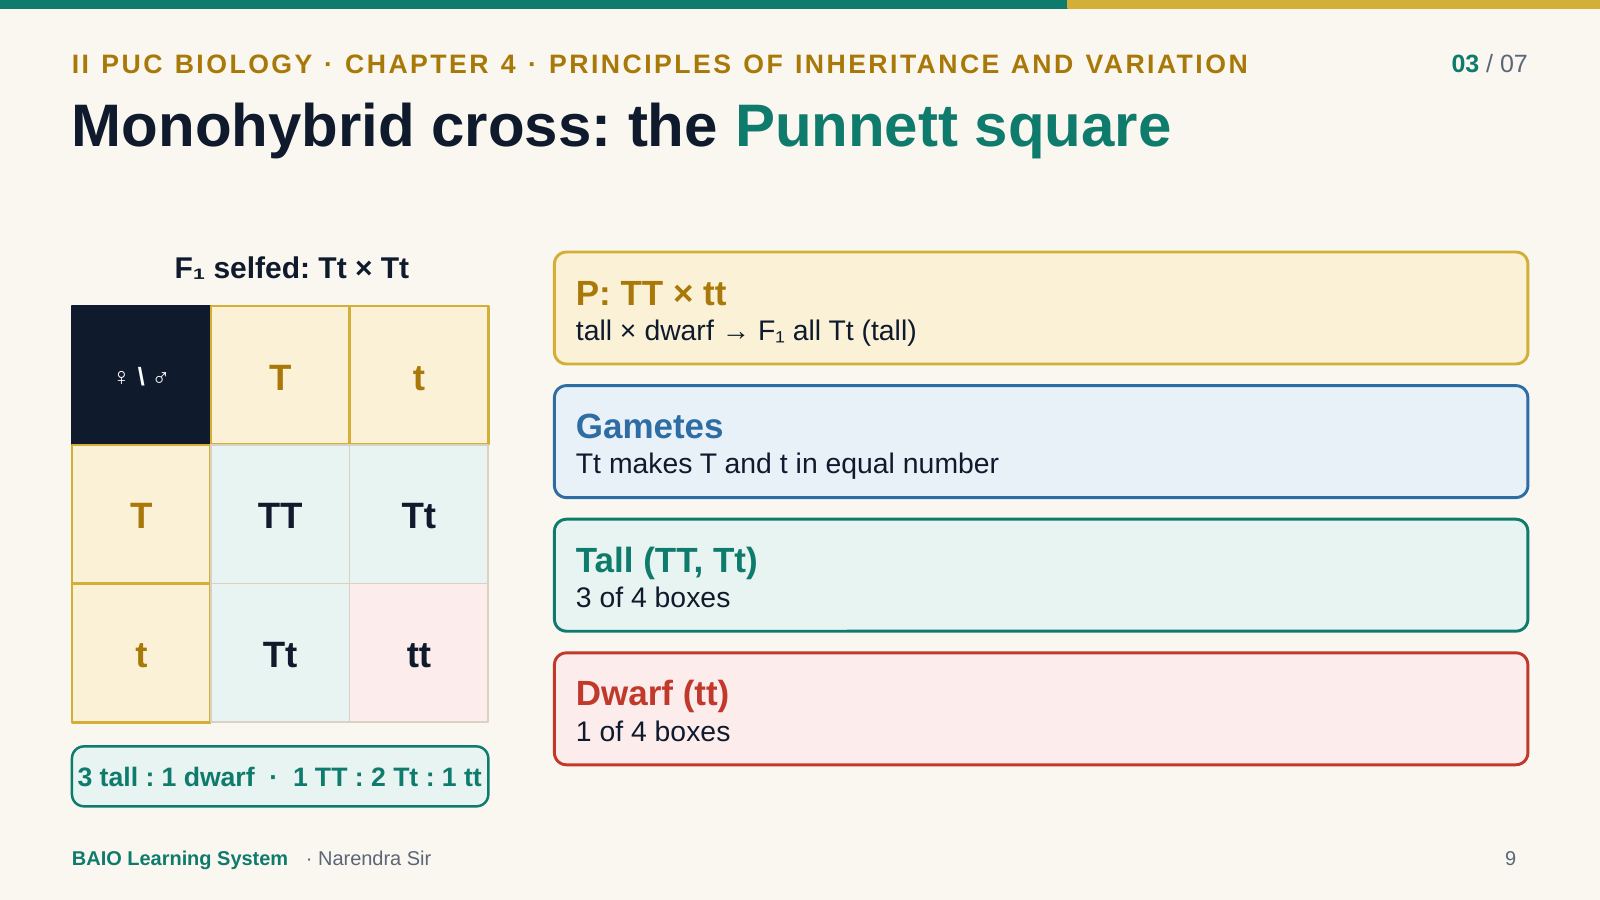 II PUC BIOLOGY · CHAPTER 4 · PRINCIPLES OF INHERITANCE AND VARIATION
03 / 07
Monohybrid cross: the Punnett square
F₁ selfed: Tt × Tt
♀ \ ♂ T t
T TT Tt
t Tt tt
3 tall : 1 dwarf · 1 TT : 2 Tt : 1 tt
P: TT × tt
tall × dwarf → F₁ all Tt (tall)
Gametes
Tt makes T and t in equal number
Tall (TT, Tt)
3 of 4 boxes
Dwarf (tt)
1 of 4 boxes
BAIO Learning System · Narendra Sir
9